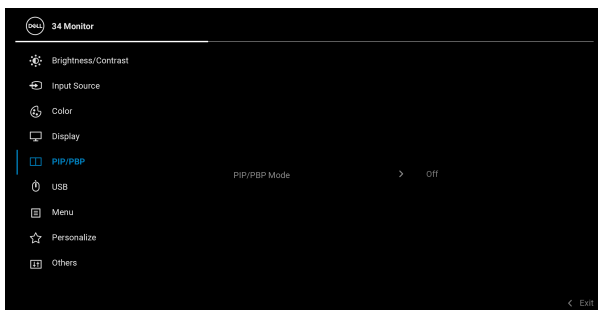 DELL 34 Monitor
Brightness/Contrast
Input Source
Color
Display
PIP/PBP
PIP/PBP Mode > Off
USB
Menu
Personalize
Others
< Exit